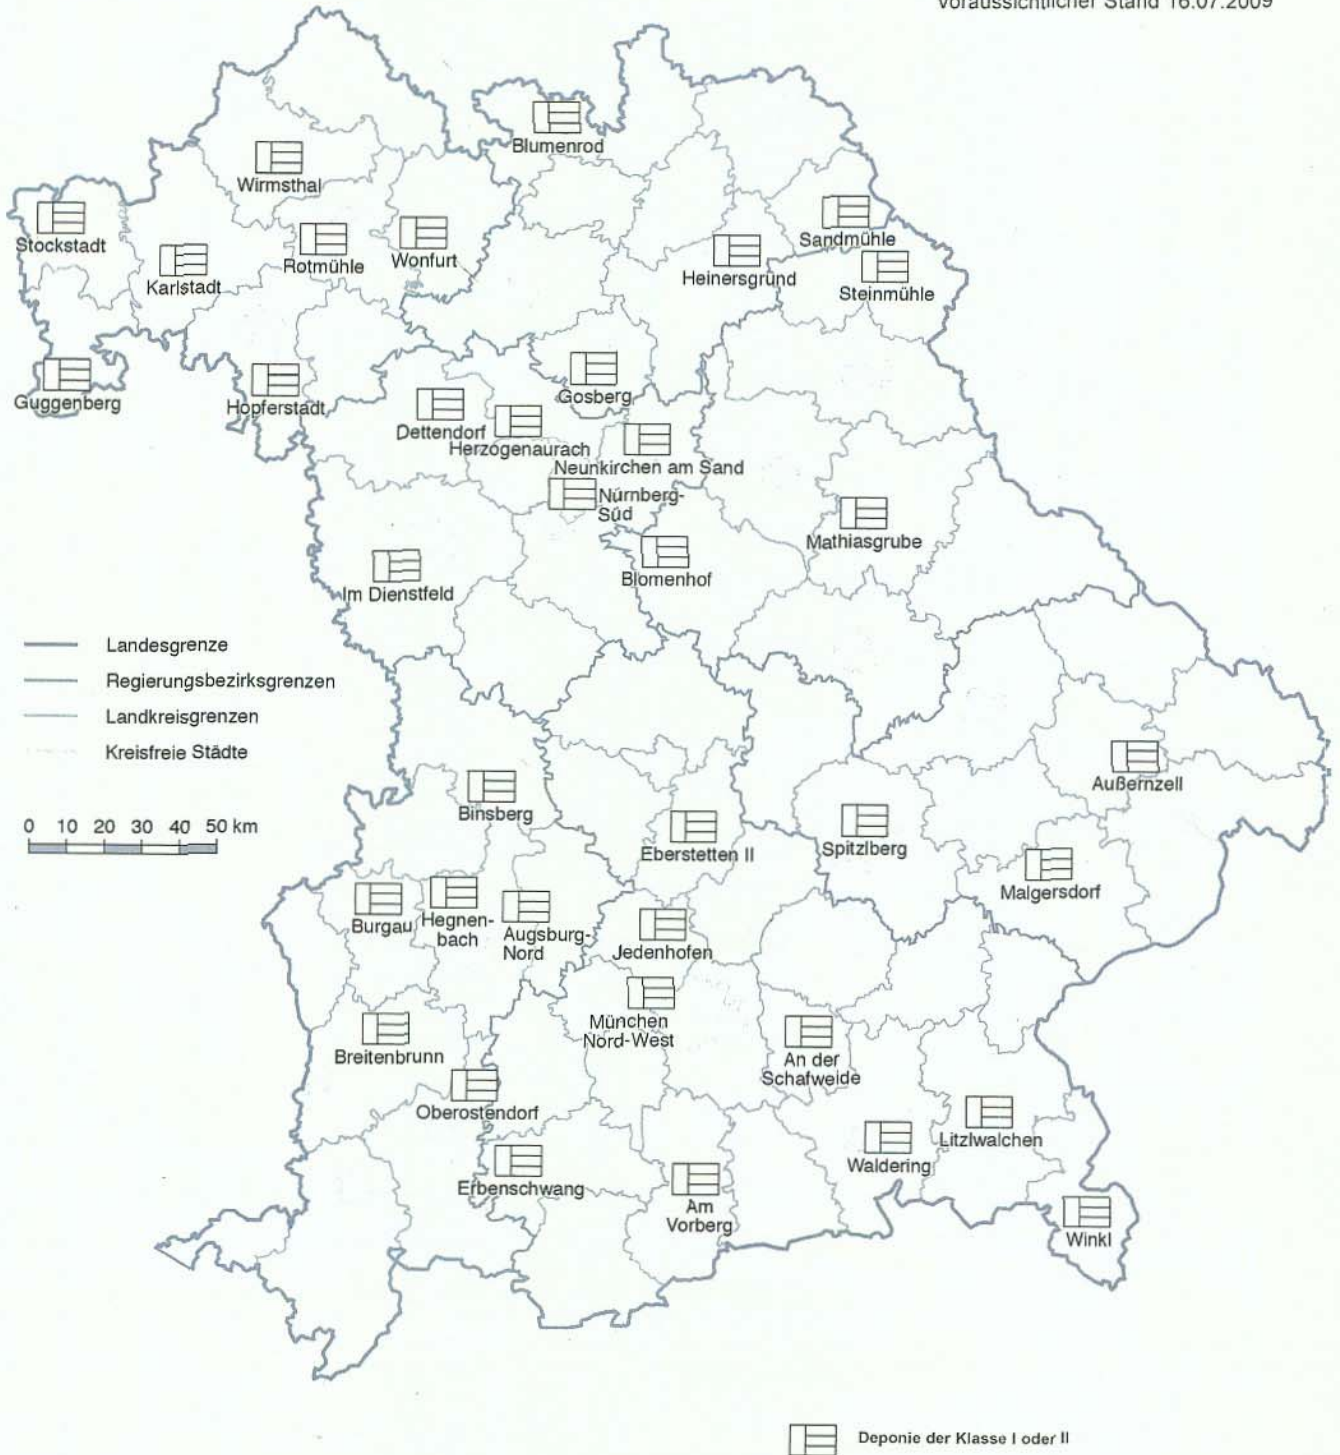 Voraussichtlicher Stand 16.07.2009
Blumenrod
Wirmsthal
Stockstadt
Karlstadt
Rotmühle
Wonfurt
Sandmühle
Heinersgrund
Steinmühle
Guggenberg
Hopferstadt
Gosberg
Dettendorf
Herzogenaurach
Neunkirchen am Sand
Nürnberg-
Süd
Mathiasgrube
Blomenhof
Im Dienstfeld
Landesgrenze
Regierungsbezirksgrenzen
Landkreisgrenzen
Kreisfreie Städte
0 10 20 30 40 50 km
Binsberg
Außernzell
Eberstetten II
Spitzlberg
Malgersdorf
Burgau
Hegnen-
bach
Augsburg-
Nord
Jedenhofen
München
Nord-West
Breitenbrunn
An der
Schafweide
Oberostendorf
Litzlwalchen
Waldering
Erbenschwang
Am
Vorberg
Winkl
Deponie der Klasse I oder II